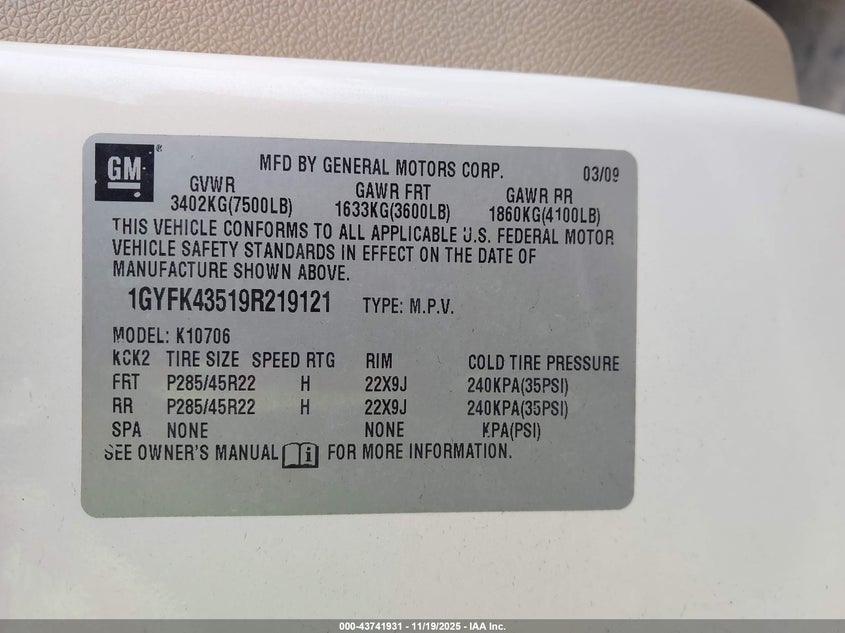 GM ®
MFD BY GENERAL MOTORS CORP. 03/09
GVWR GAWR FRT GAWR RR
3402KG(7500LB) 1633KG(3600LB) 1860KG(4100LB)
THIS VEHICLE CONFORMS TO ALL APPLICABLE U.S. FEDERAL MOTOR
VEHICLE SAFETY STANDARDS IN EFFECT ON THE DATE OF
MANUFACTURE SHOWN ABOVE.
1GYFK43519R219121 TYPE: M.P.V.
MODEL: K10706
KCK2 TIRE SIZE SPEED RTG RIM COLD TIRE PRESSURE
FRT P285/45R22 H 22X9J 240KPA(35PSI)
RR P285/45R22 H 22X9J 240KPA(35PSI)
SPA NONE NONE KPA(PSI)
SEE OWNER'S MANUAL i FOR MORE INFORMATION.
000-43741931 - 11/19/2025 - IAA Inc.